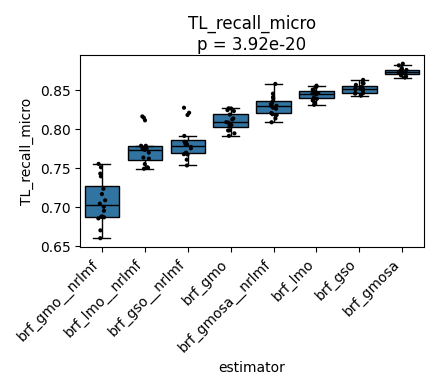 TL_recall_micro
p = 3.92e-20
TL_recall_micro
0.85
0.80
0.75
0.70
0.65
brf_gmo__nrlmf
brf_lmo__nrlmf
brf_gso__nrlmf
brf_gmo
brf_gmosa__nrlmf
brf_lmo
brf_gso
brf_gmosa
estimator